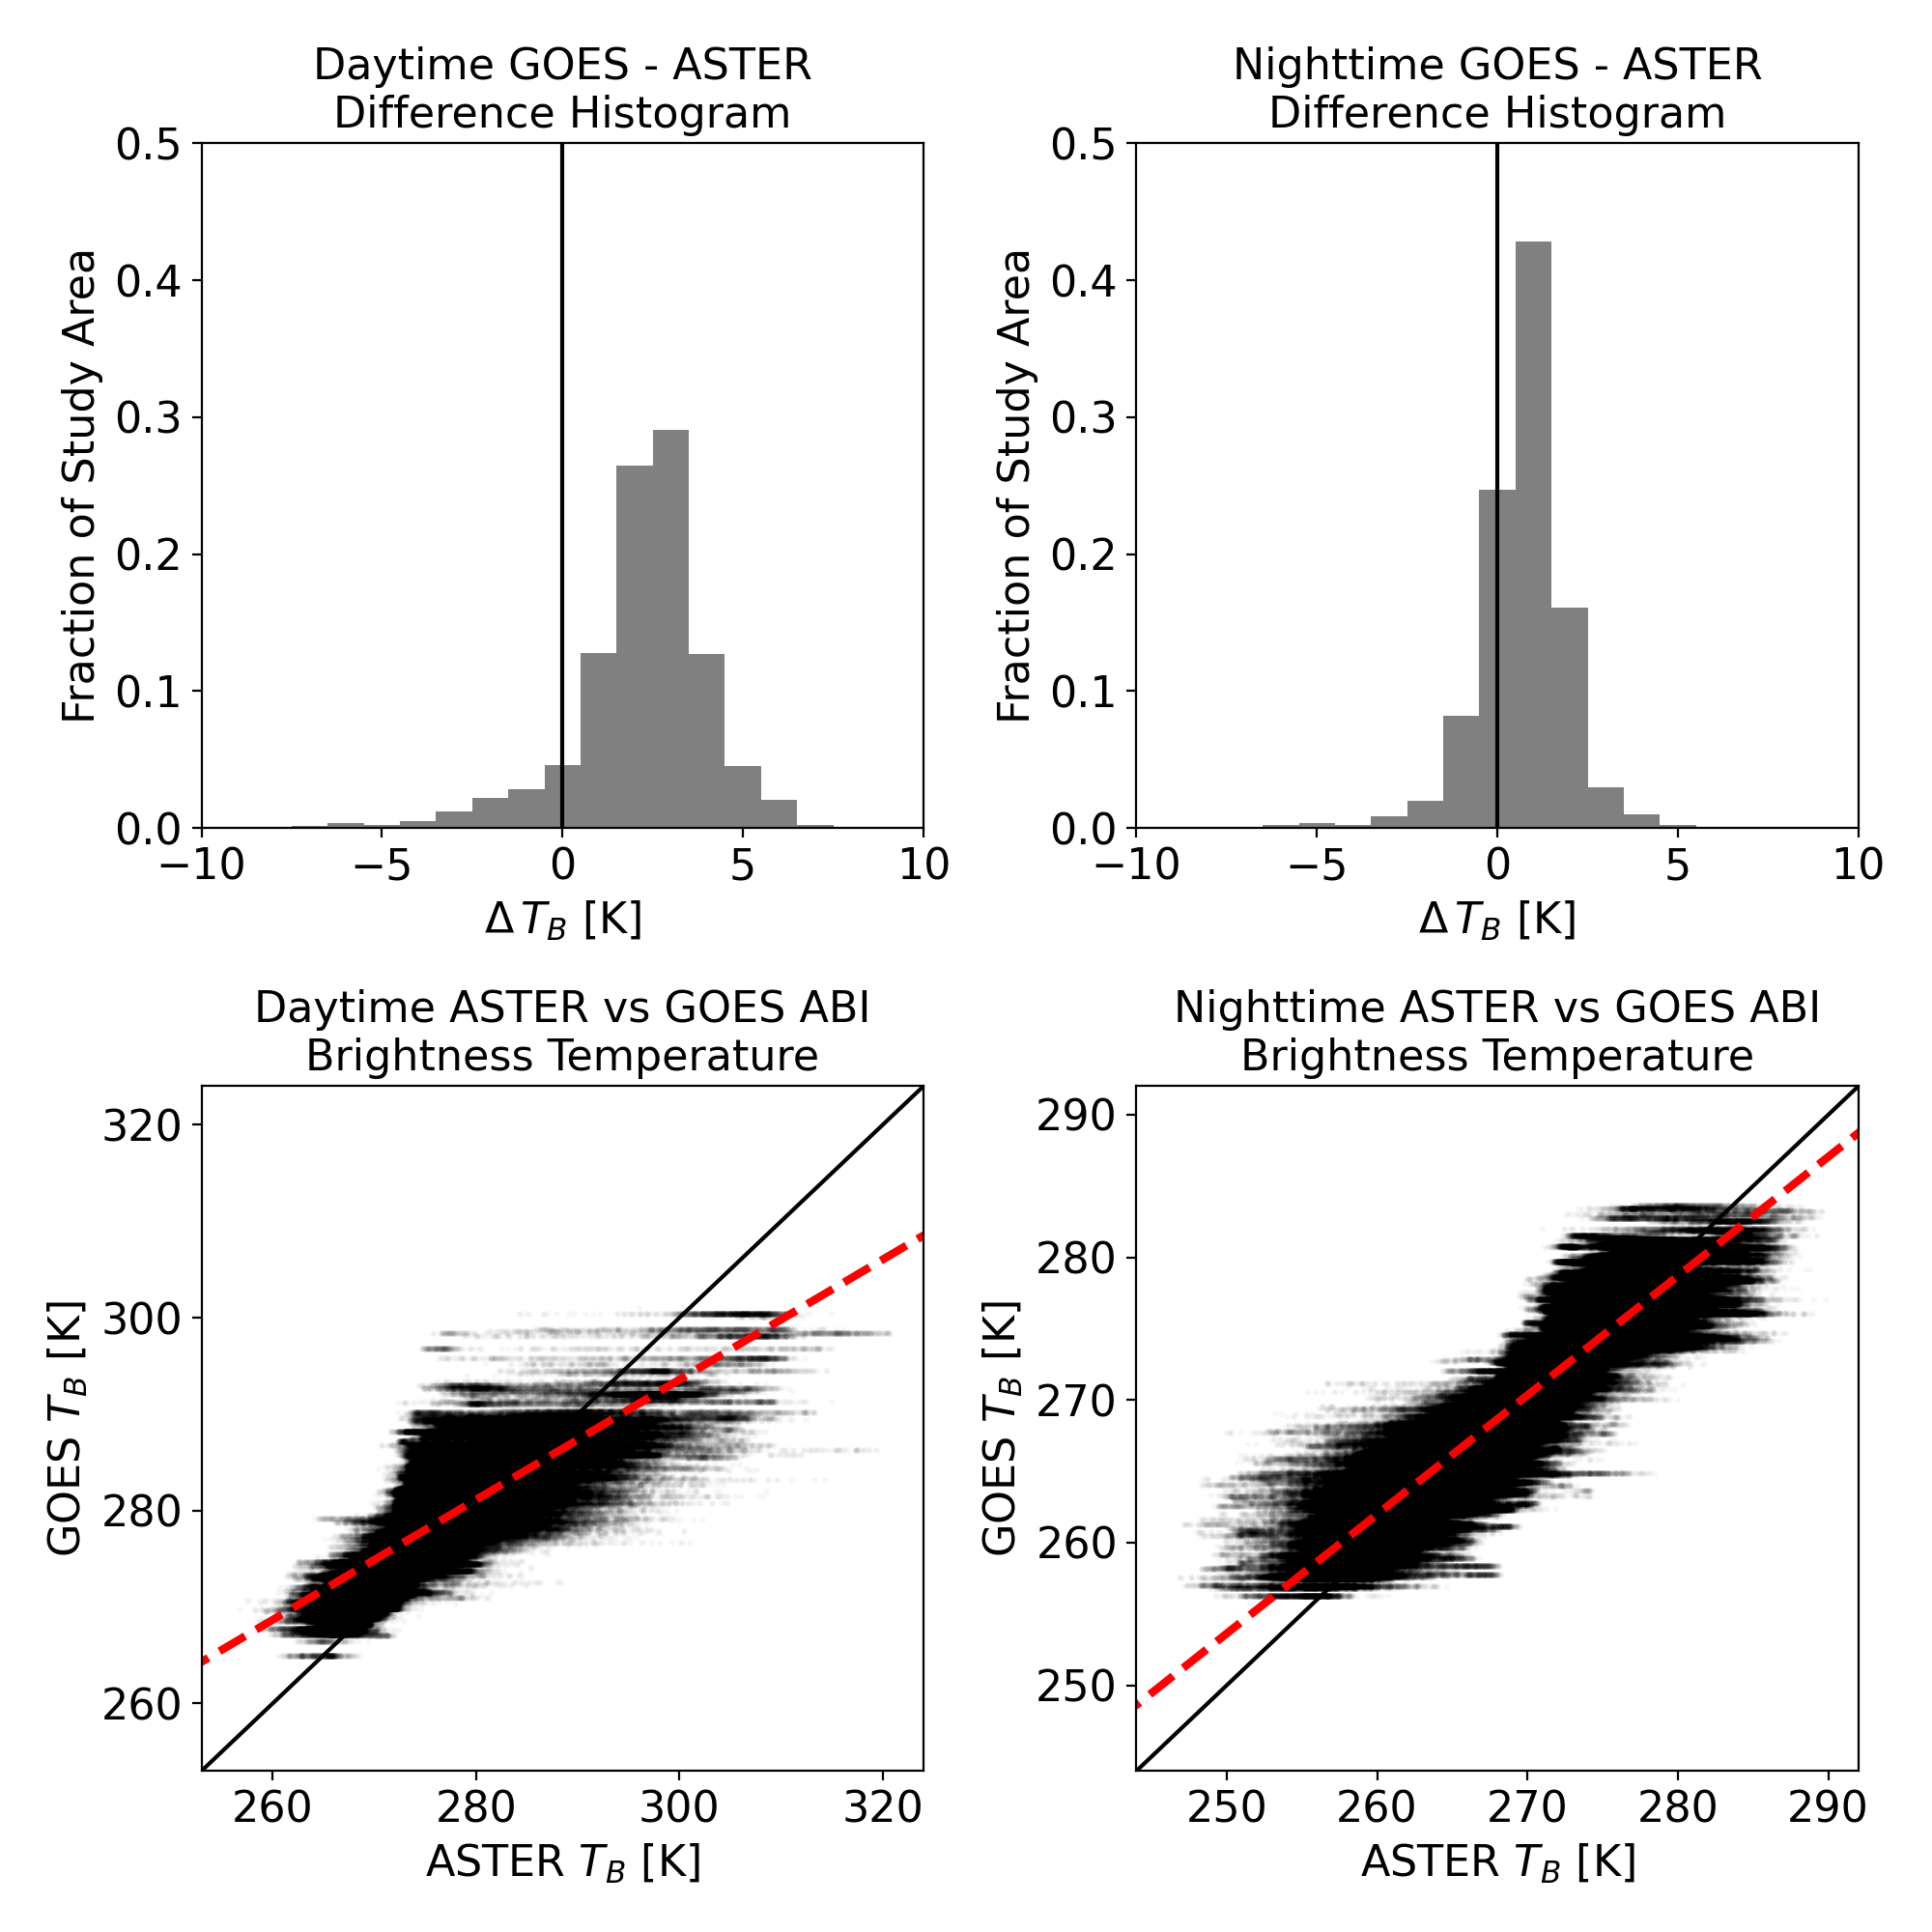 Daytime GOES - ASTER
Difference Histogram
0.5
0.4
0.3
0.2
0.1
0.0
Fraction of Study Area
−10
−5
0
5
10
Δ T_B [K]
Nighttime GOES - ASTER
Difference Histogram
0.5
0.4
0.3
0.2
0.1
0.0
Fraction of Study Area
−10
−5
0
5
10
Δ T_B [K]
Daytime ASTER vs GOES ABI
Brightness Temperature
320
300
280
260
GOES T_B [K]
260
280
300
320
ASTER T_B [K]
Nighttime ASTER vs GOES ABI
Brightness Temperature
290
280
270
260
250
GOES T_B [K]
250
260
270
280
290
ASTER T_B [K]